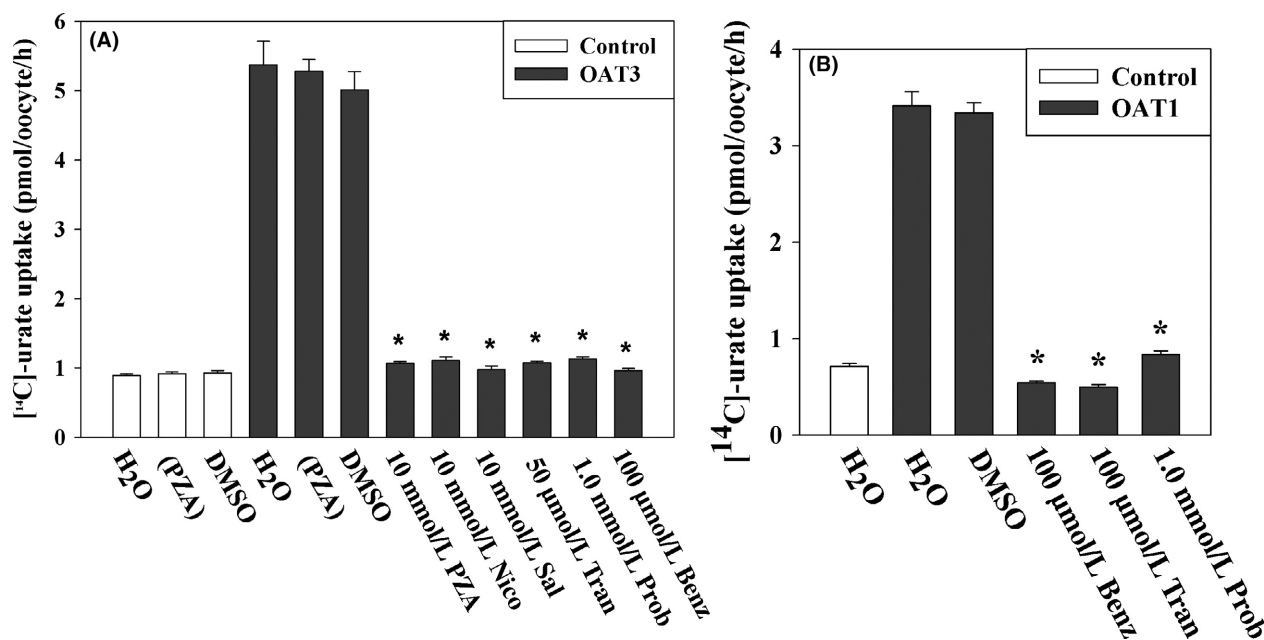 (A)
[¹⁴C]-urate uptake (pmol/oocyte/h)
6
5
4
3
2
1
0
Control
OAT3
*
*
*
*
*
*
H₂O
(PZA)
DMSO
H₂O
(PZA)
DMSO
10 mmol/L PZA
10 mmol/L Nico
10 mmol/L Sal
50 μmol/L Tran
1.0 mmol/L Prob
100 μmol/L Benz
(B)
[¹⁴C]-urate uptake (pmol/oocyte/h)
4
3
2
1
0
Control
OAT1
*
*
*
H₂O
H₂O
DMSO
100 μmol/L Benz
100 μmol/L Tran
1.0 mmol/L Prob